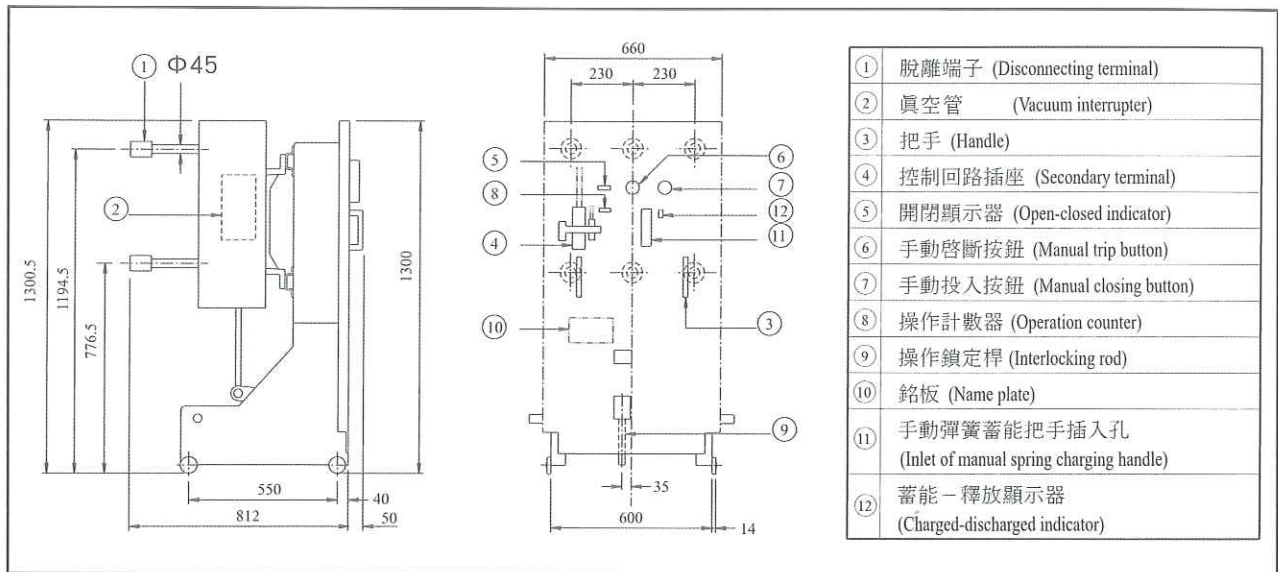 ① Φ45
②
1300.5
1194.5
776.5
1300
550
40
812
50
660
230 230
⑤
⑧
④
⑩
⑥
⑦
⑫
⑪
③
⑨
35
600
14
① 脫離端子 (Disconnecting terminal)
② 眞空管 (Vacuum interrupter)
③ 把手 (Handle)
④ 控制回路插座 (Secondary terminal)
⑤ 開閉顯示器 (Open-closed indicator)
⑥ 手動啓斷按鈕 (Manual trip button)
⑦ 手動投入按鈕 (Manual closing button)
⑧ 操作計數器 (Operation counter)
⑨ 操作鎖定桿 (Interlocking rod)
⑩ 銘板 (Name plate)
⑪ 手動彈簧蓄能把手插入孔
(Inlet of manual spring charging handle)
⑫ 蓄能－釋放顯示器
(Charged-discharged indicator)